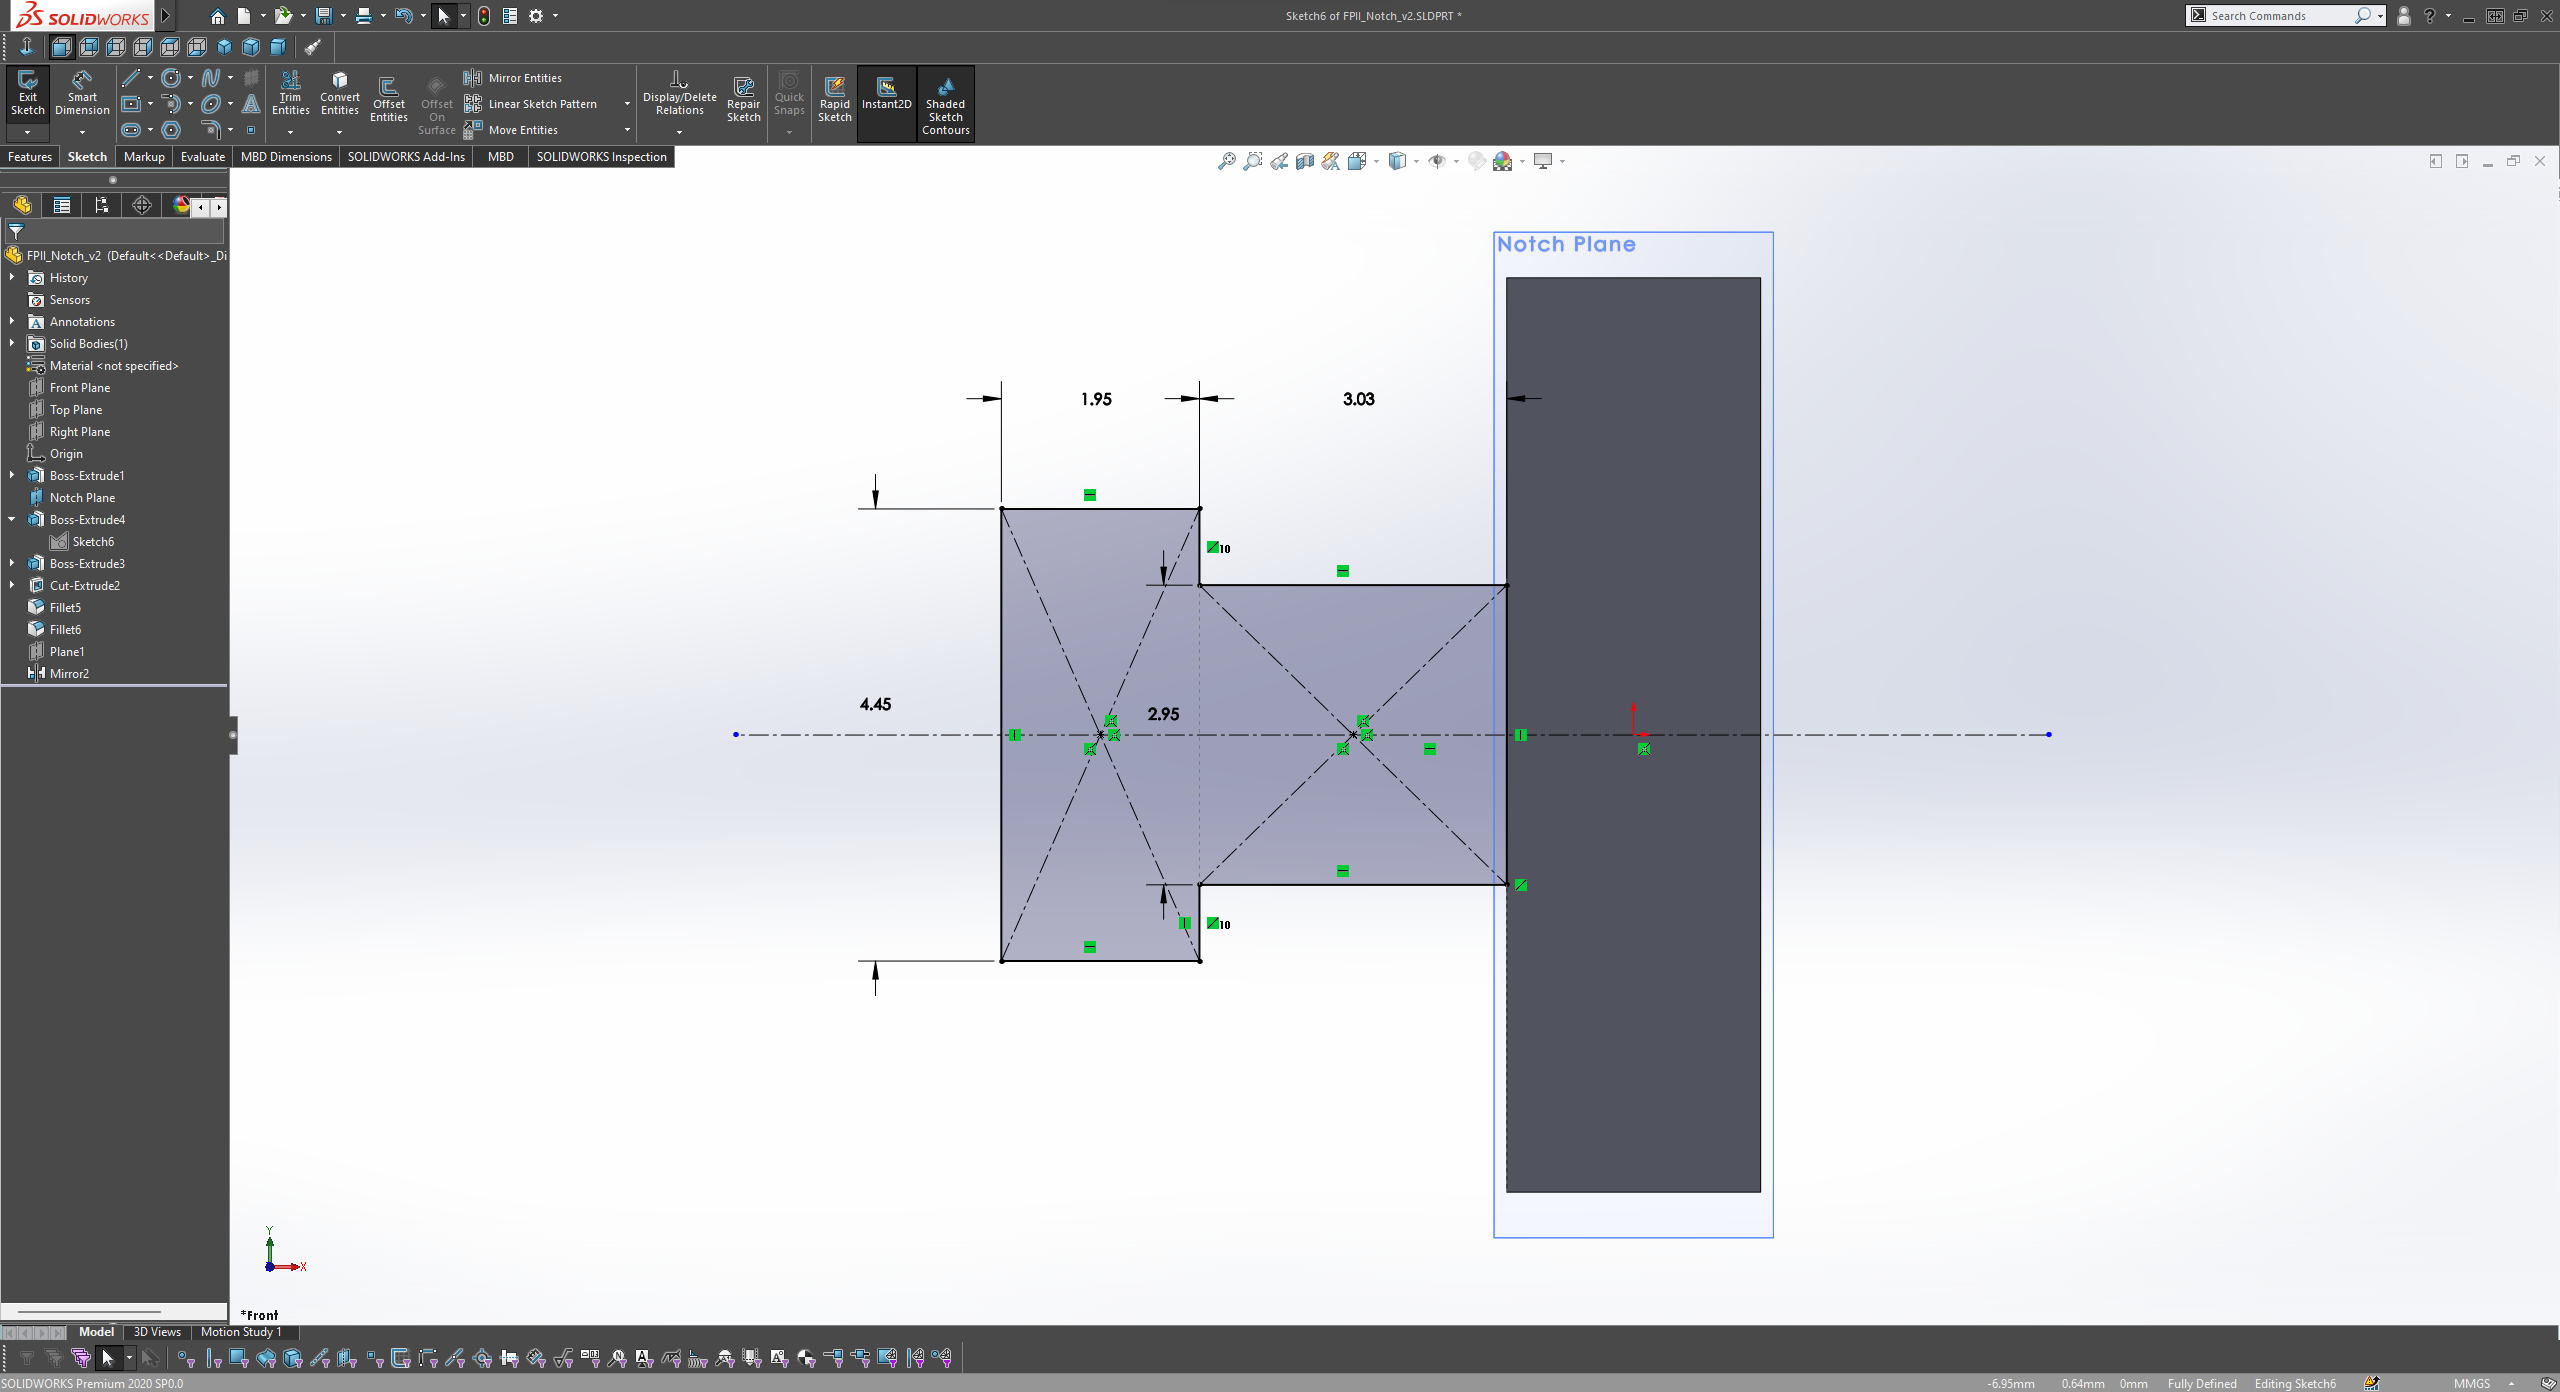 SOLIDWORKS
Sketch6 of FPII_Notch_v2.SLDPRT *
Search Commands
Exit Sketch
Smart Dimension
Trim Entities
Convert Entities
Offset Entities
Offset On Surface
Mirror Entities
Linear Sketch Pattern
Move Entities
Display/Delete Relations
Repair Sketch
Quick Snaps
Rapid Sketch
Instant2D
Shaded Sketch Contours
Features
Sketch
Markup
Evaluate
MBD Dimensions
SOLIDWORKS Add-Ins
MBD
SOLIDWORKS Inspection
FPII_Notch_v2 (Default<<Default>_Di
History
Sensors
Annotations
Solid Bodies(1)
Material <not specified>
Front Plane
Top Plane
Right Plane
Origin
Boss-Extrude1
Notch Plane
Boss-Extrude4
Sketch6
Boss-Extrude3
Cut-Extrude2
Fillet5
Fillet6
Plane1
Mirror2
Notch Plane
1.95
3.03
10
4.45
2.95
10
Y
X
*Front
Model
3D Views
Motion Study 1
SOLIDWORKS Premium 2020 SP0.0
-6.95mm
0.64mm
0mm
Fully Defined
Editing Sketch6
MMGS